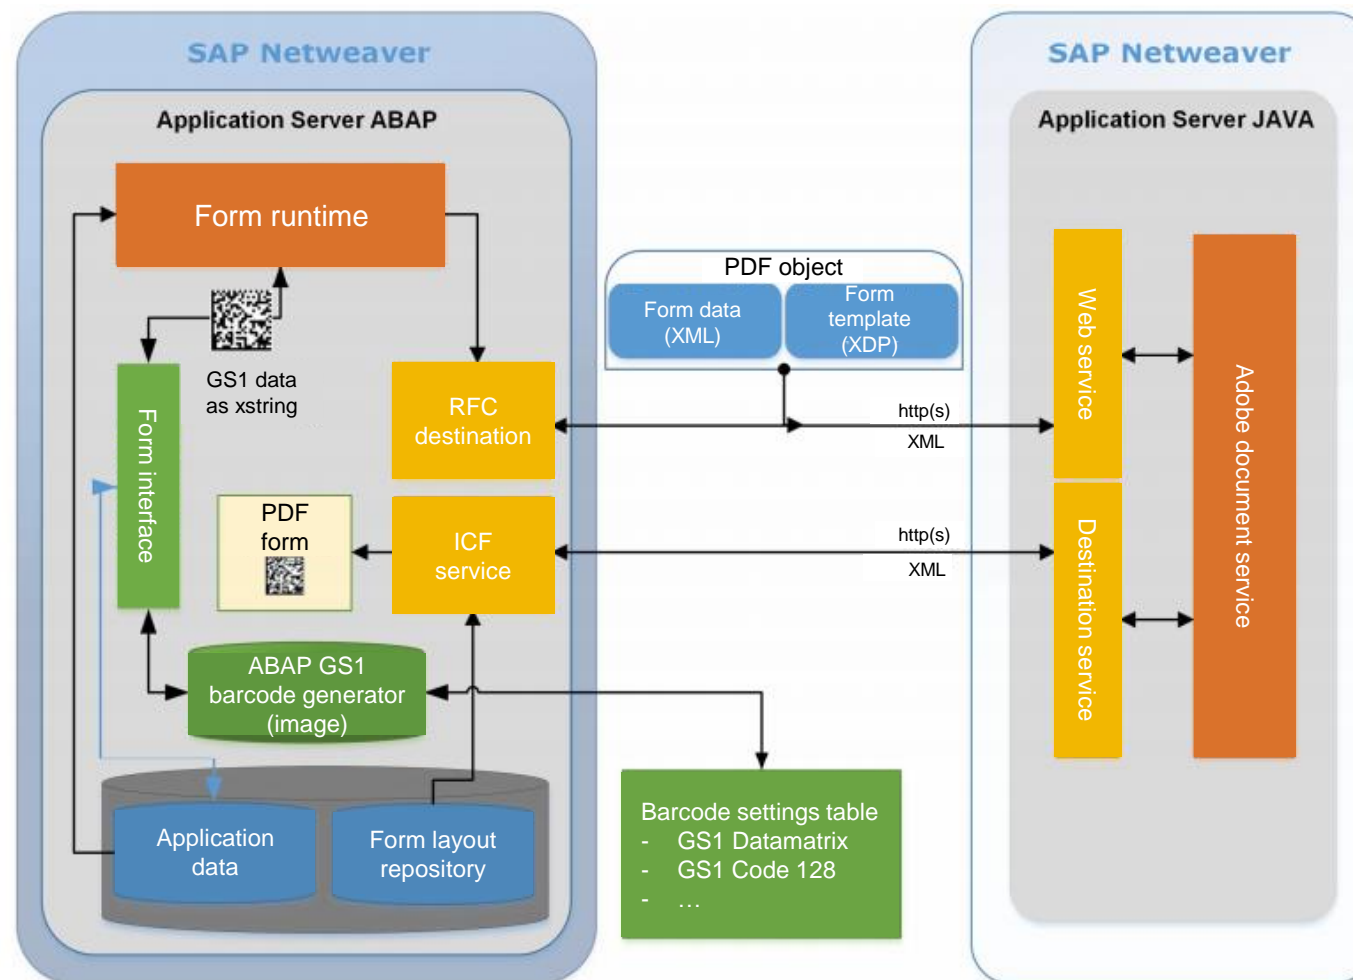 SAP Netweaver
Application Server ABAP
Form runtime
GS1 data
as xstring
Form interface
RFC
destination
PDF
form
ICF
service
ABAP GS1
barcode generator
(image)
Application
data
Form layout
repository
PDF object
Form data
(XML)
Form
template
(XDP)
http(s)
XML
http(s)
XML
Barcode settings table
- GS1 Datamatrix
- GS1 Code 128
- …
SAP Netweaver
Application Server JAVA
Web service
Destination service
Adobe document service